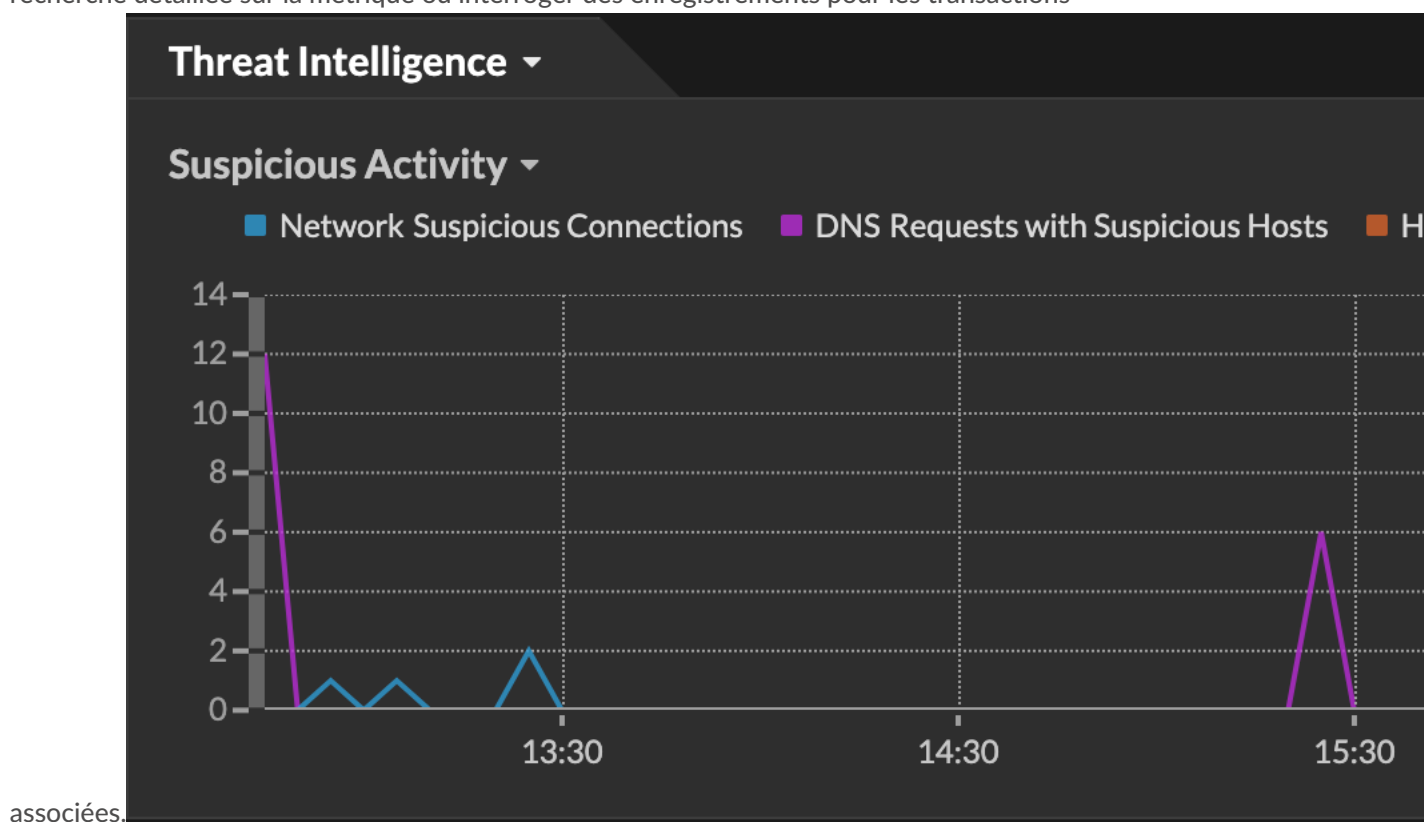 recherche détaillée sur la métrique ou interroger des enregistrements pour les transactions
Threat Intelligence
Suspicious Activity
Network Suspicious Connections DNS Requests with Suspicious Hosts H
14
12
10
8
6
4
2
0
13:30 14:30 15:30
associées.